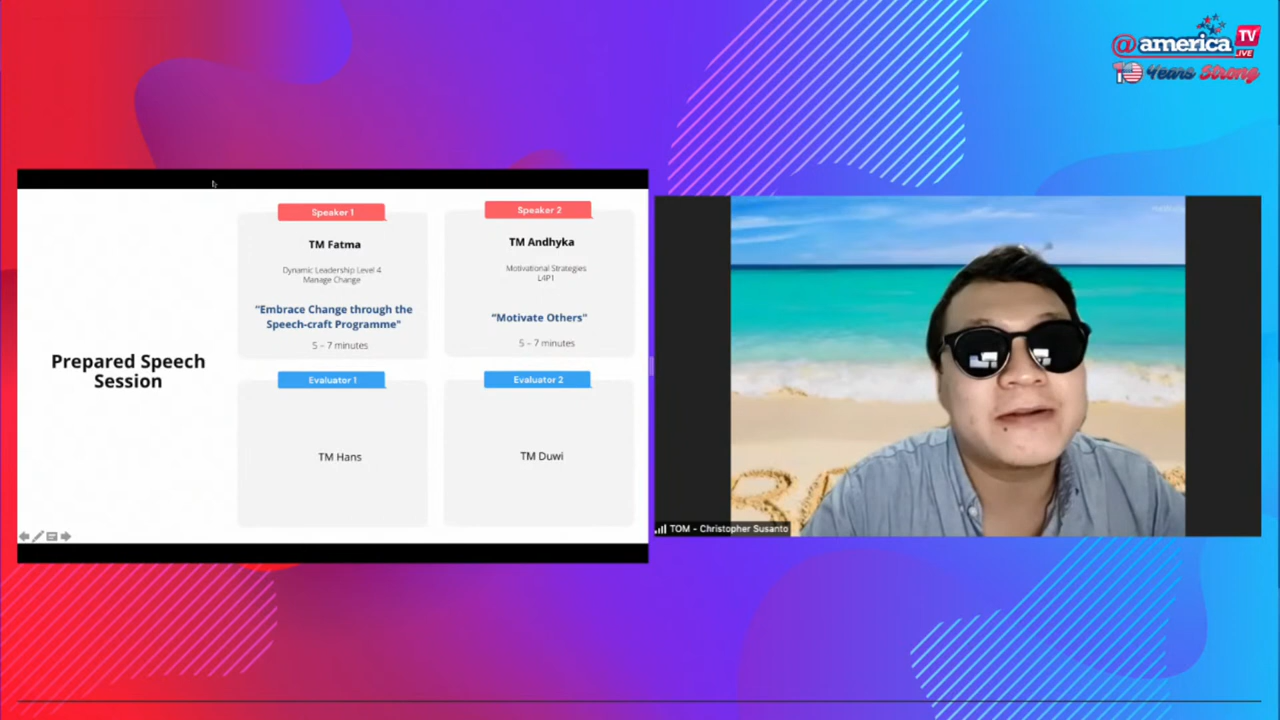 @america
TV
LIVE
10 Years Strong
Prepared Speech
Session
Speaker 1
TM Fatma
Dynamic Leadership Level 4
Manage Change
“Embrace Change through the
Speech-craft Programme"
5 – 7 minutes
Speaker 2
TM Andhyka
Motivational Strategies
L4P1
“Motivate Others”
5 – 7 minutes
Evaluator 1
TM Hans
Evaluator 2
TM Duwi
TOM - Christopher Susanto